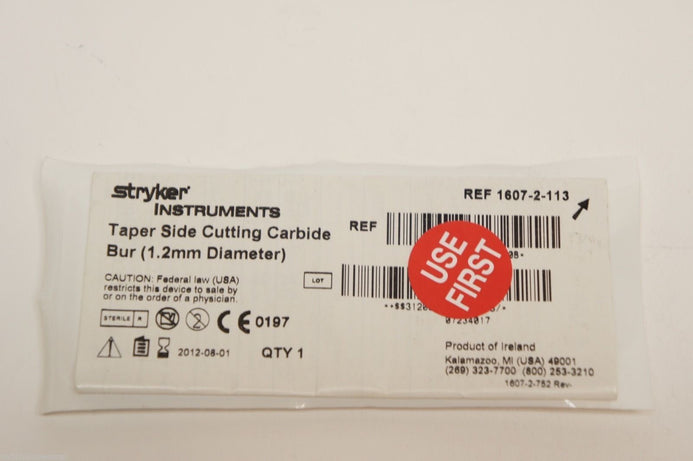 stryker
INSTRUMENTS
REF 1607-2-113
Taper Side Cutting Carbide
Bur (1.2mm Diameter)
REF
USE
FIRST
CAUTION: Federal law (USA)
restricts this device to sale by
or on the order of a physician.
LOT
07234017
STERILE R
2
CE 0197
2012-08-01
QTY 1
Product of Ireland
Kalamazoo, MI (USA) 49001
(269) 323-7700 (800) 253-3210
1607-2-752 Rev-